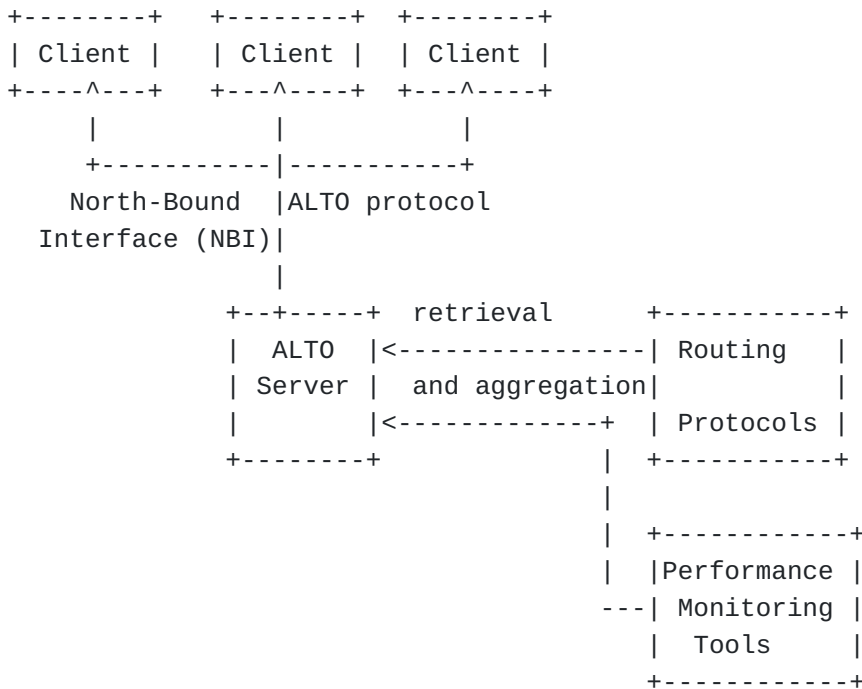 Client Client Client
North-Bound ALTO protocol
Interface (NBI)
retrieval
ALTO Routing
Server and aggregation
Protocols
Performance
Monitoring
Tools